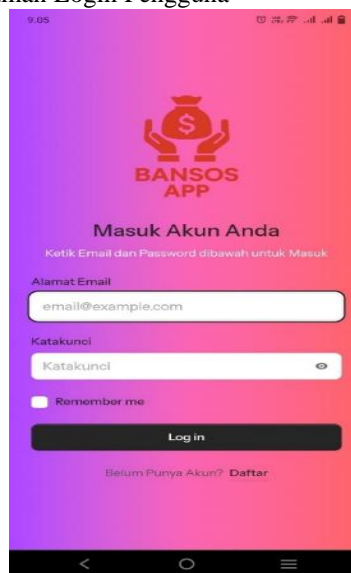 Login Pengguna
9.05
BANSOS
APP
Masuk Akun Anda
Ketik Email dan Password dibawah untuk Masuk
Alamat Email
email@example.com
Katakunci
Katakunci
Remember me
Log in
Belum Punya Akun? Daftar